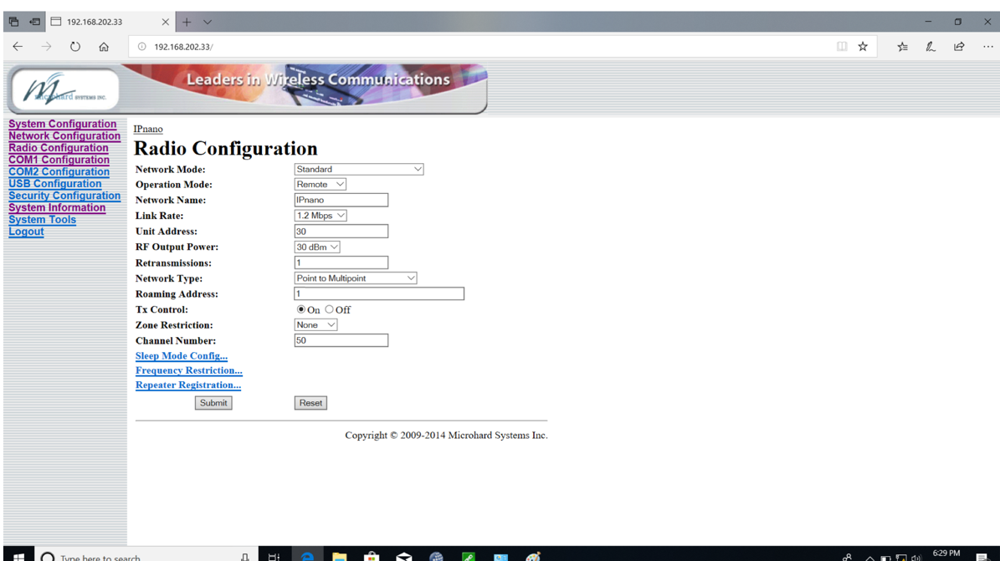 192.168.202.33
192.168.202.33/
Microhard SYSTEMS INC.
Leaders in Wireless Communications
System Configuration
Network Configuration
Radio Configuration
COM1 Configuration
COM2 Configuration
USB Configuration
Security Configuration
System Information
System Tools
Logout
IPnano
Radio Configuration
Network Mode: Standard
Operation Mode: Remote
Network Name: IPnano
Link Rate: 1.2 Mbps
Unit Address: 30
RF Output Power: 30 dBm
Retransmissions: 1
Network Type: Point to Multipoint
Roaming Address: 1
Tx Control: On Off
Zone Restriction: None
Channel Number: 50
Sleep Mode Config...
Frequency Restriction...
Repeater Registration...
Submit Reset
Copyright © 2009-2014 Microhard Systems Inc.
Type here to search
6:29 PM